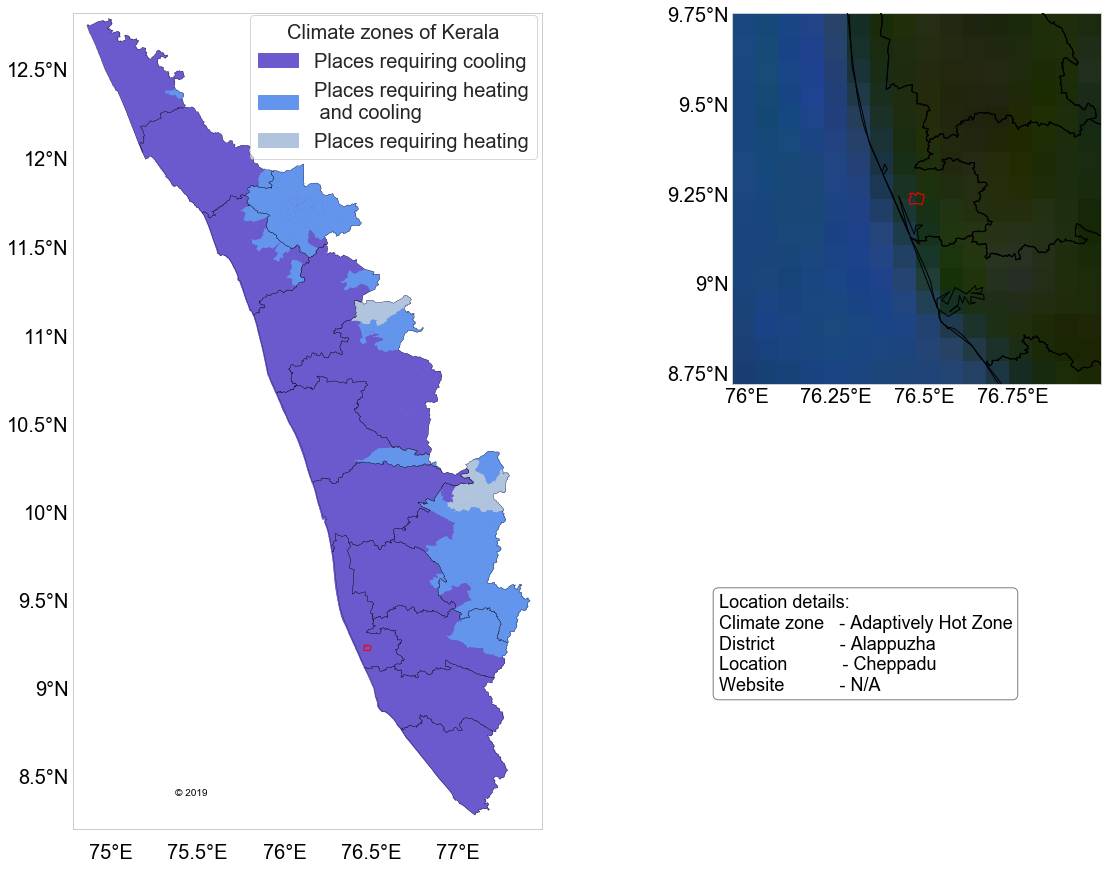 Climate zones of Kerala
Places requiring cooling
Places requiring heating
and cooling
Places requiring heating
12.5°N
12°N
11.5°N
11°N
10.5°N
10°N
9.5°N
9°N
8.5°N
75°E
75.5°E
76°E
76.5°E
77°E
© 2019
9.75°N
9.5°N
9.25°N
9°N
8.75°N
76°E
76.25°E
76.5°E
76.75°E
Location details:
Climate zone - Adaptively Hot Zone
District - Alappuzha
Location - Cheppadu
Website - N/A